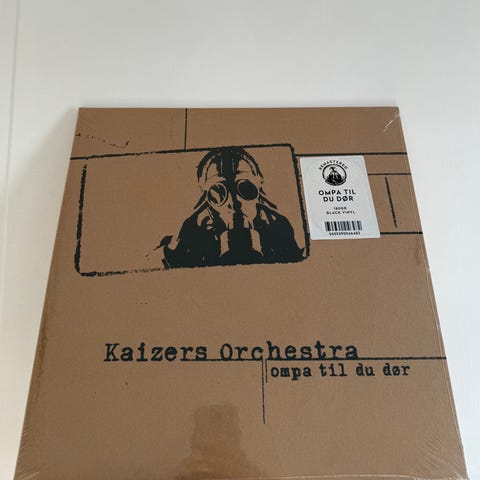 REMASTERED
OMPA TIL
DU DØR
180GR
BLACK VINYL
Kaizers Orchestra
ompa til du dør